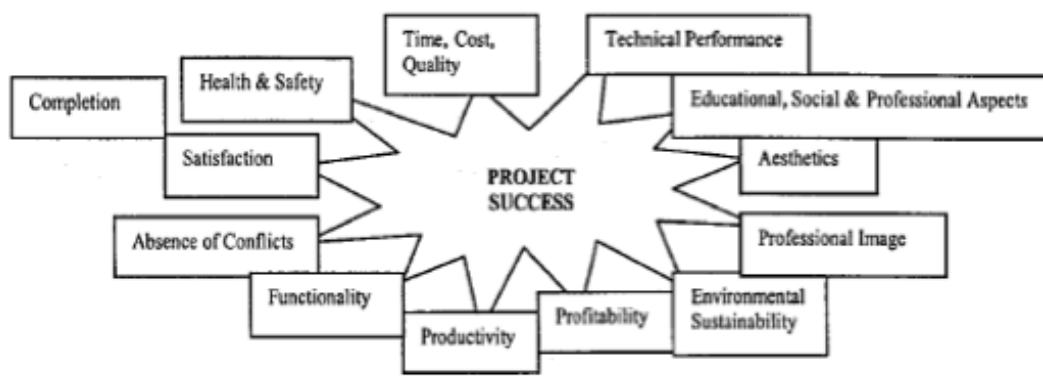 Time, Cost,
Quality
Technical Performance
Health & Safety
Completion
Educational, Social & Professional Aspects
Satisfaction
Aesthetics
PROJECT
SUCCESS
Absence of Conflicts
Professional Image
Functionality
Environmental
Sustainability
Productivity
Profitability